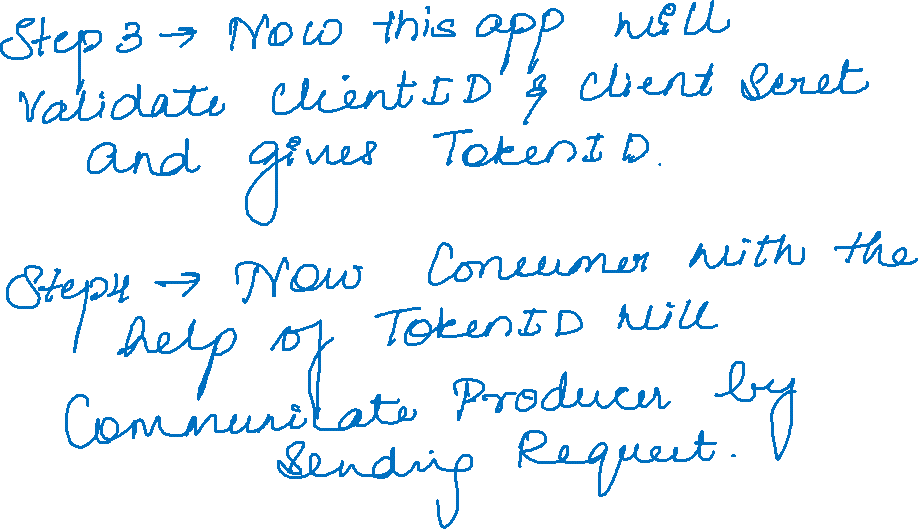 Step 3 → Now this app will
Validate ClientID & Client Seret
and gives TokenID.
Step4 → Now Consumer with the
help of TokenID will
Communicate Producer by
Sending Request.